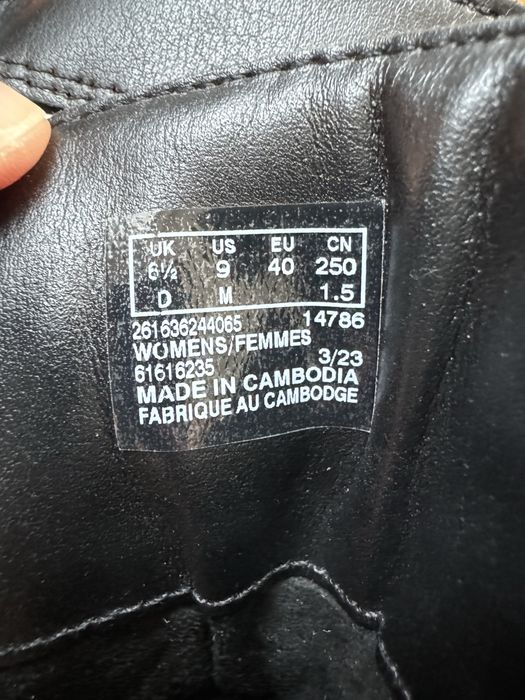 UK US EU CN
6½ 9 40 250
D M 1.5
261636244065 14786
WOMENS/FEMMES
61616235 3/23
MADE IN CAMBODIA
FABRIQUE AU CAMBODGE